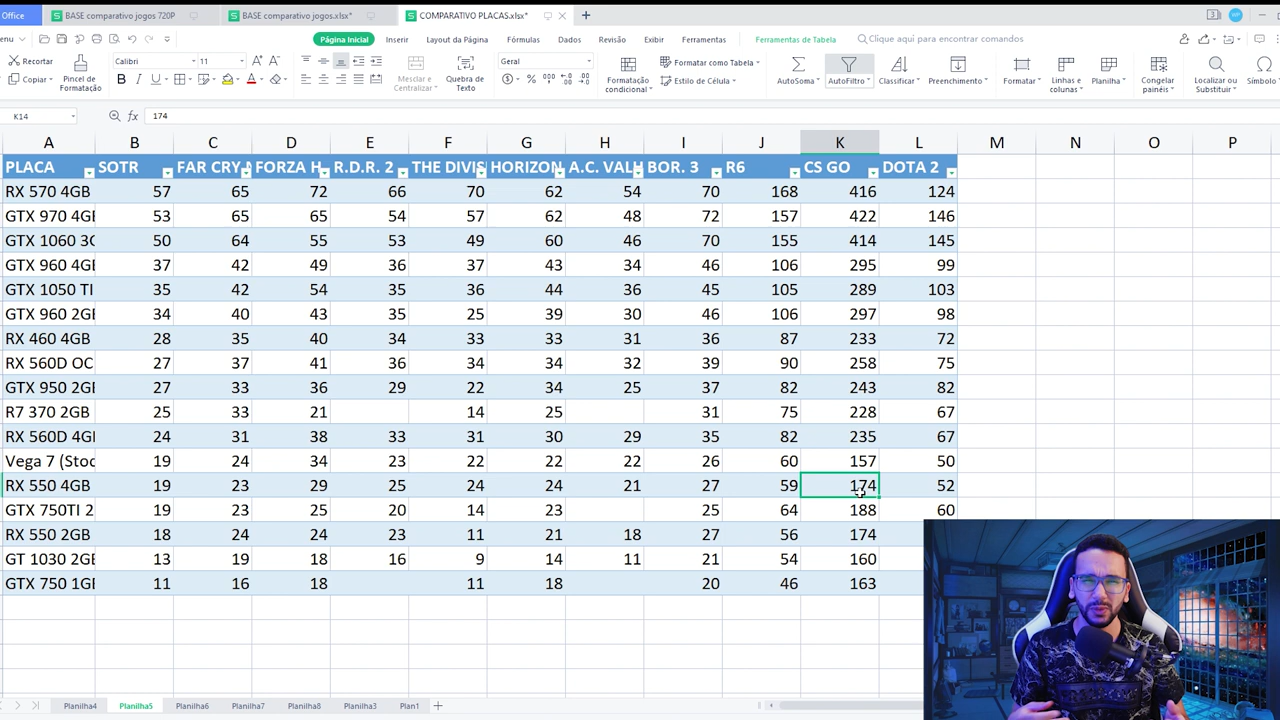 Office BASE comparativo jogos 720P BASE comparativo jogos.xlsx* COMPARATIVO PLACAS.xlsx* +
enu Página Inicial Inserir Layout da Página Fórmulas Dados Revisão Exibir Ferramentas Ferramentas de Tabela Clique aqui para encontrar comandos
Recortar Calibri 11 Geral Formatar como Tabela
Copiar Pincel de Formatação Mesclar e Centralizar Quebra de Texto Formatação condicional Estilo de Célula AutoSoma AutoFiltro Classificar Preenchimento Formatar Linhas e colunas Planilha Congelar painéis Localizar ou Substituir Símbolo
K14 fx 174
A B C D E F G H I J K L M N O P
PLACA SOTR FAR CRY FORZA H R.D.R. 2 THE DIVIS HORIZON A.C. VALH BOR. 3 R6 CS GO DOTA 2
RX 570 4GB 57 65 72 66 70 62 54 70 168 416 124
GTX 970 4GB 53 65 65 54 57 62 48 72 157 422 146
GTX 1060 3G 50 64 55 53 49 60 46 70 155 414 145
GTX 960 4GB 37 42 49 36 37 43 34 46 106 295 99
GTX 1050 TI 35 42 54 35 36 44 36 45 105 289 103
GTX 960 2GB 34 40 43 35 25 39 30 46 106 297 98
RX 460 4GB 28 35 40 34 33 33 31 36 87 233 72
RX 560D OC 27 37 41 36 34 34 32 39 90 258 75
GTX 950 2GB 27 33 36 29 22 34 25 37 82 243 82
R7 370 2GB 25 33 21 14 25 31 75 228 67
RX 560D 4GB 24 31 38 33 31 30 29 35 82 235 67
Vega 7 (Stoc 19 24 34 23 22 22 22 26 60 157 50
RX 550 4GB 19 23 29 25 24 24 21 27 59 174 52
GTX 750TI 2 19 23 25 20 14 23 25 64 188 60
RX 550 2GB 18 24 24 23 11 21 18 27 56 174
GT 1030 2GB 13 19 18 16 9 14 11 21 54 160
GTX 750 1GB 11 16 18 11 18 20 46 163
Planilha4 Planilha5 Planilha6 Planilha7 Planilha8 Planilha3 Plan1 +